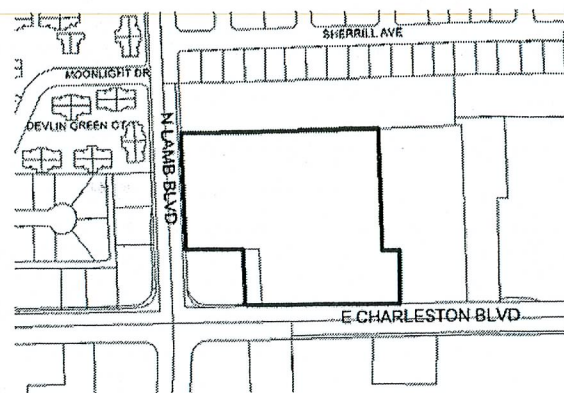 SHERRILL AVE
MOONLIGHT DR
DEVLIN GREEN CT
N LAMB BLVD
E CHARLESTON BLVD